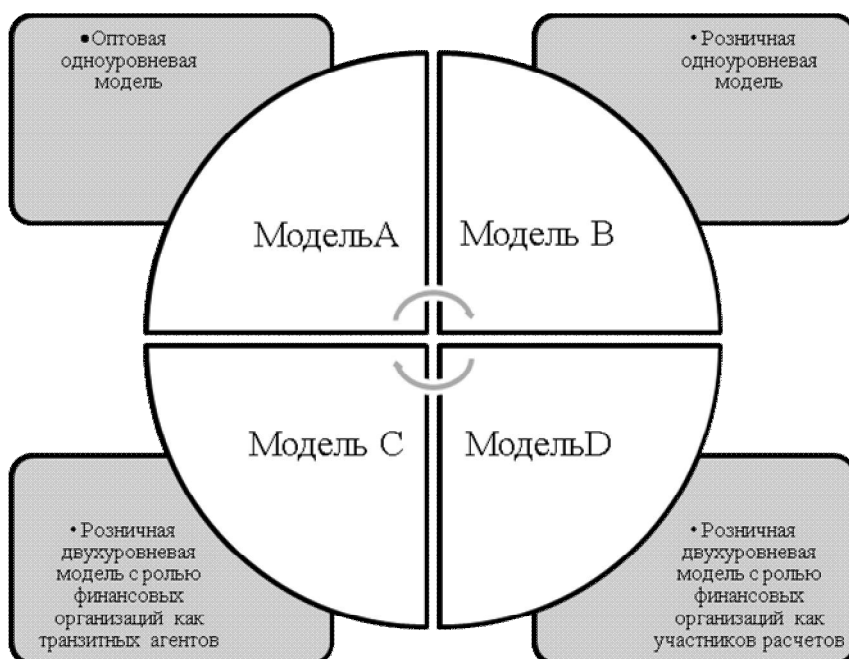 •Оптовая
одноуровневая
модель
• Розничная
одноуровневая
модель
МодельА
Модель В
Модель С
МодельD
• Розничная
двухуровневая
модель с ролью
финансовых
организаций как
транзитных агентов
• Розничная
двухуровневая
модель с ролью
финансовых
организаций как
участников расчетов